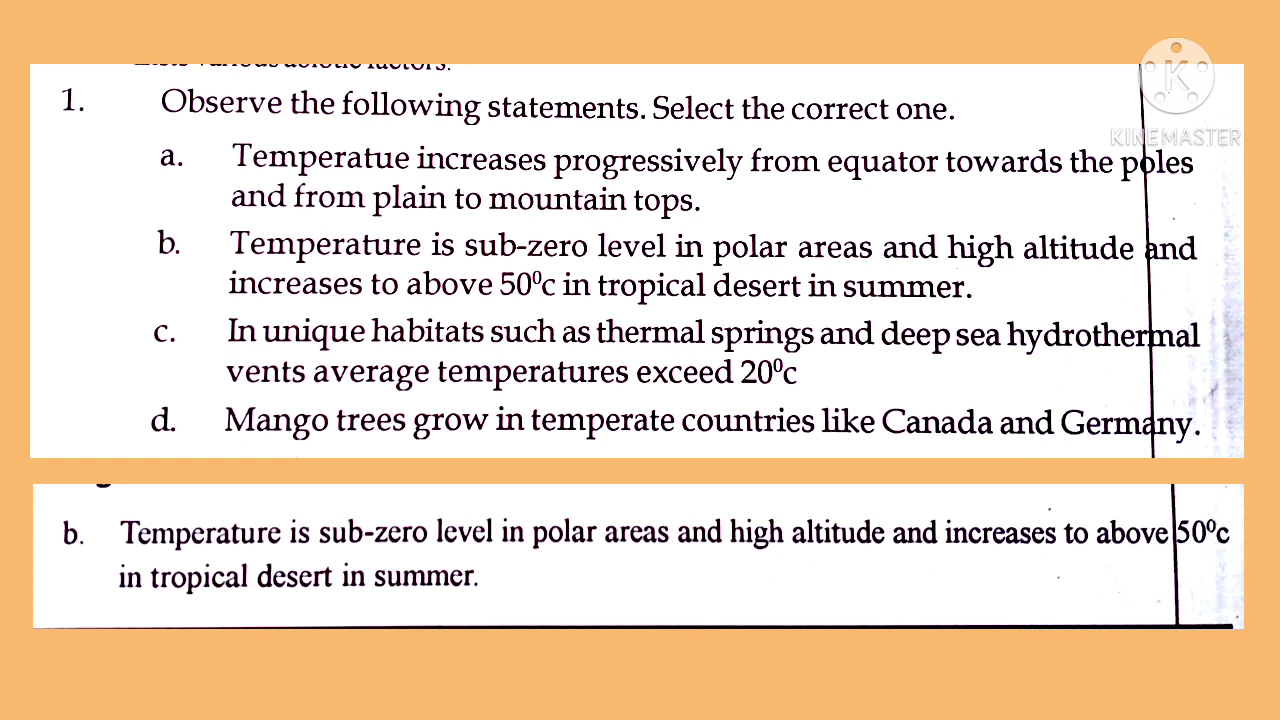 1. Observe the following statements. Select the correct one.
a. Temperatue increases progressively from equator towards the poles
and from plain to mountain tops.
b. Temperature is sub-zero level in polar areas and high altitude and
increases to above 50⁰c in tropical desert in summer.
c. In unique habitats such as thermal springs and deep sea hydrothermal
vents average temperatures exceed 20⁰c
d. Mango trees grow in temperate countries like Canada and Germany.
b. Temperature is sub-zero level in polar areas and high altitude and increases to above 50⁰c
in tropical desert in summer.
K
KINEMASTER